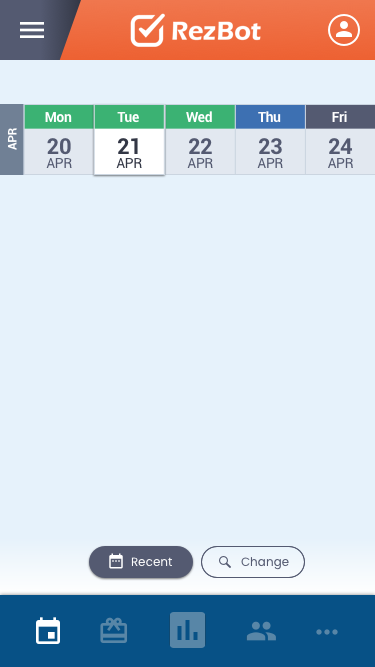 RezBot
APR
Mon Tue Wed Thu Fri
20 21 22 23 24
APR APR APR APR APR
Recent Change